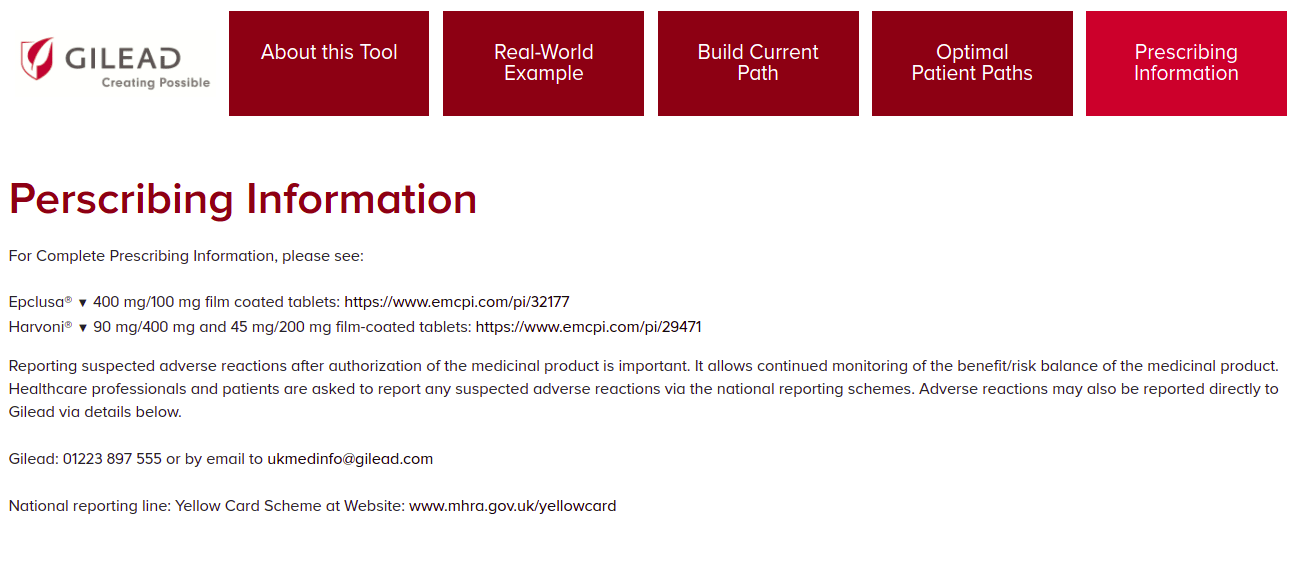 GILEAD
Creating Possible
About this Tool
Real-World
Example
Build Current
Path
Optimal
Patient Paths
Prescribing
Information
Perscribing Information
For Complete Prescribing Information, please see:
Epclusa® ▼ 400 mg/100 mg film coated tablets: https://www.emcpi.com/pi/32177
Harvoni® ▼ 90 mg/400 mg and 45 mg/200 mg film-coated tablets: https://www.emcpi.com/pi/29471
Reporting suspected adverse reactions after authorization of the medicinal product is important. It allows continued monitoring of the benefit/risk balance of the medicinal product.
Healthcare professionals and patients are asked to report any suspected adverse reactions via the national reporting schemes. Adverse reactions may also be reported directly to
Gilead via details below.
Gilead: 01223 897 555 or by email to ukmedinfo@gilead.com
National reporting line: Yellow Card Scheme at Website: www.mhra.gov.uk/yellowcard